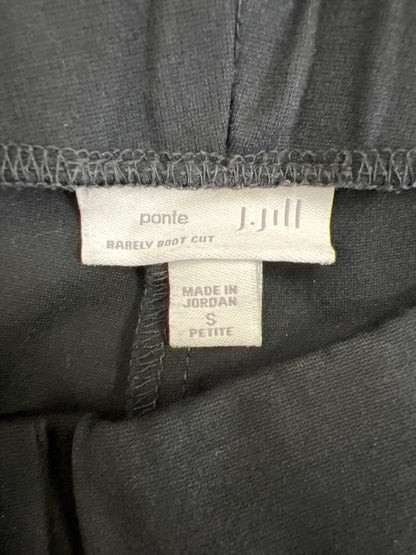 ponte J.Jill
BARELY BOOT CUT
MADE IN
JORDAN
S
PETITE